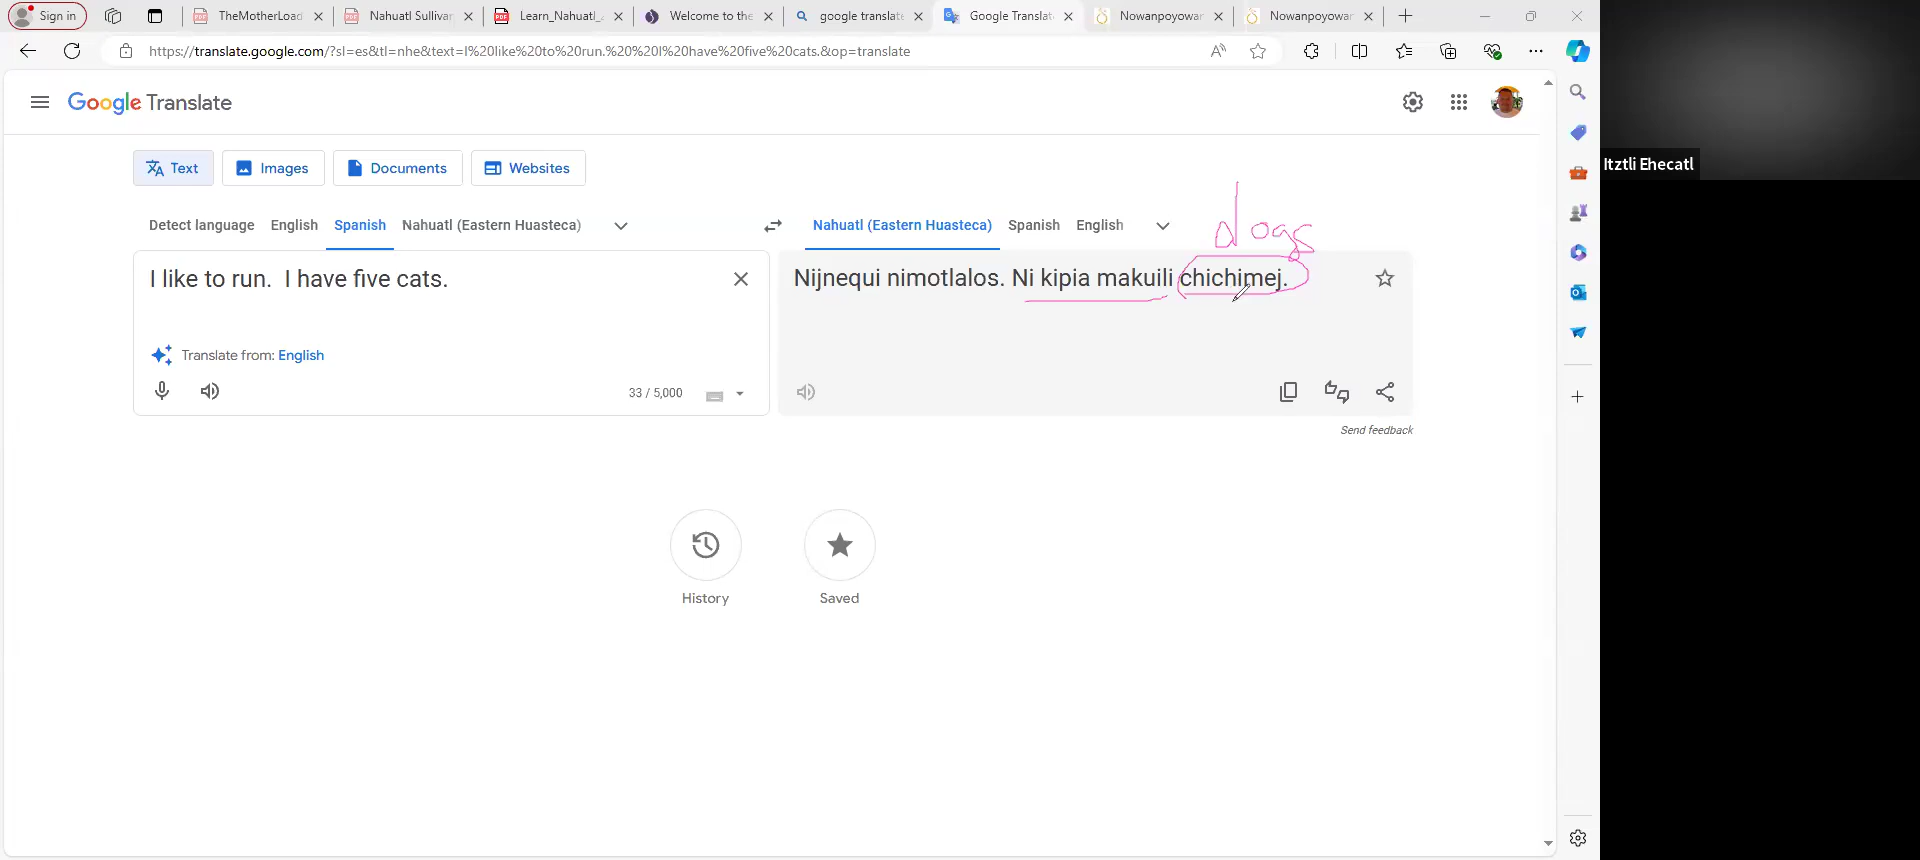 Sign in
TheMotherLoad
Nahuatl Sullivan
Learn_Nahuatl_
Welcome to the
google translate
Google Translat
Nowanpoyowar
Nowanpoyowar
https://translate.google.com/?sl=es&tl=nhe&text=I%20like%20to%20run.%20%20I%20have%20five%20cats.&op=translate
Google Translate
Text
Images
Documents
Websites
Itztli Ehecatl
Detect language English Spanish Nahuatl (Eastern Huasteca)
Nahuatl (Eastern Huasteca) Spanish English
dogs
I like to run.  I have five cats.
Nijnequi nimotlalos. Ni kipia makuili chichimej.
Translate from: English
33 / 5,000
Send feedback
History
Saved